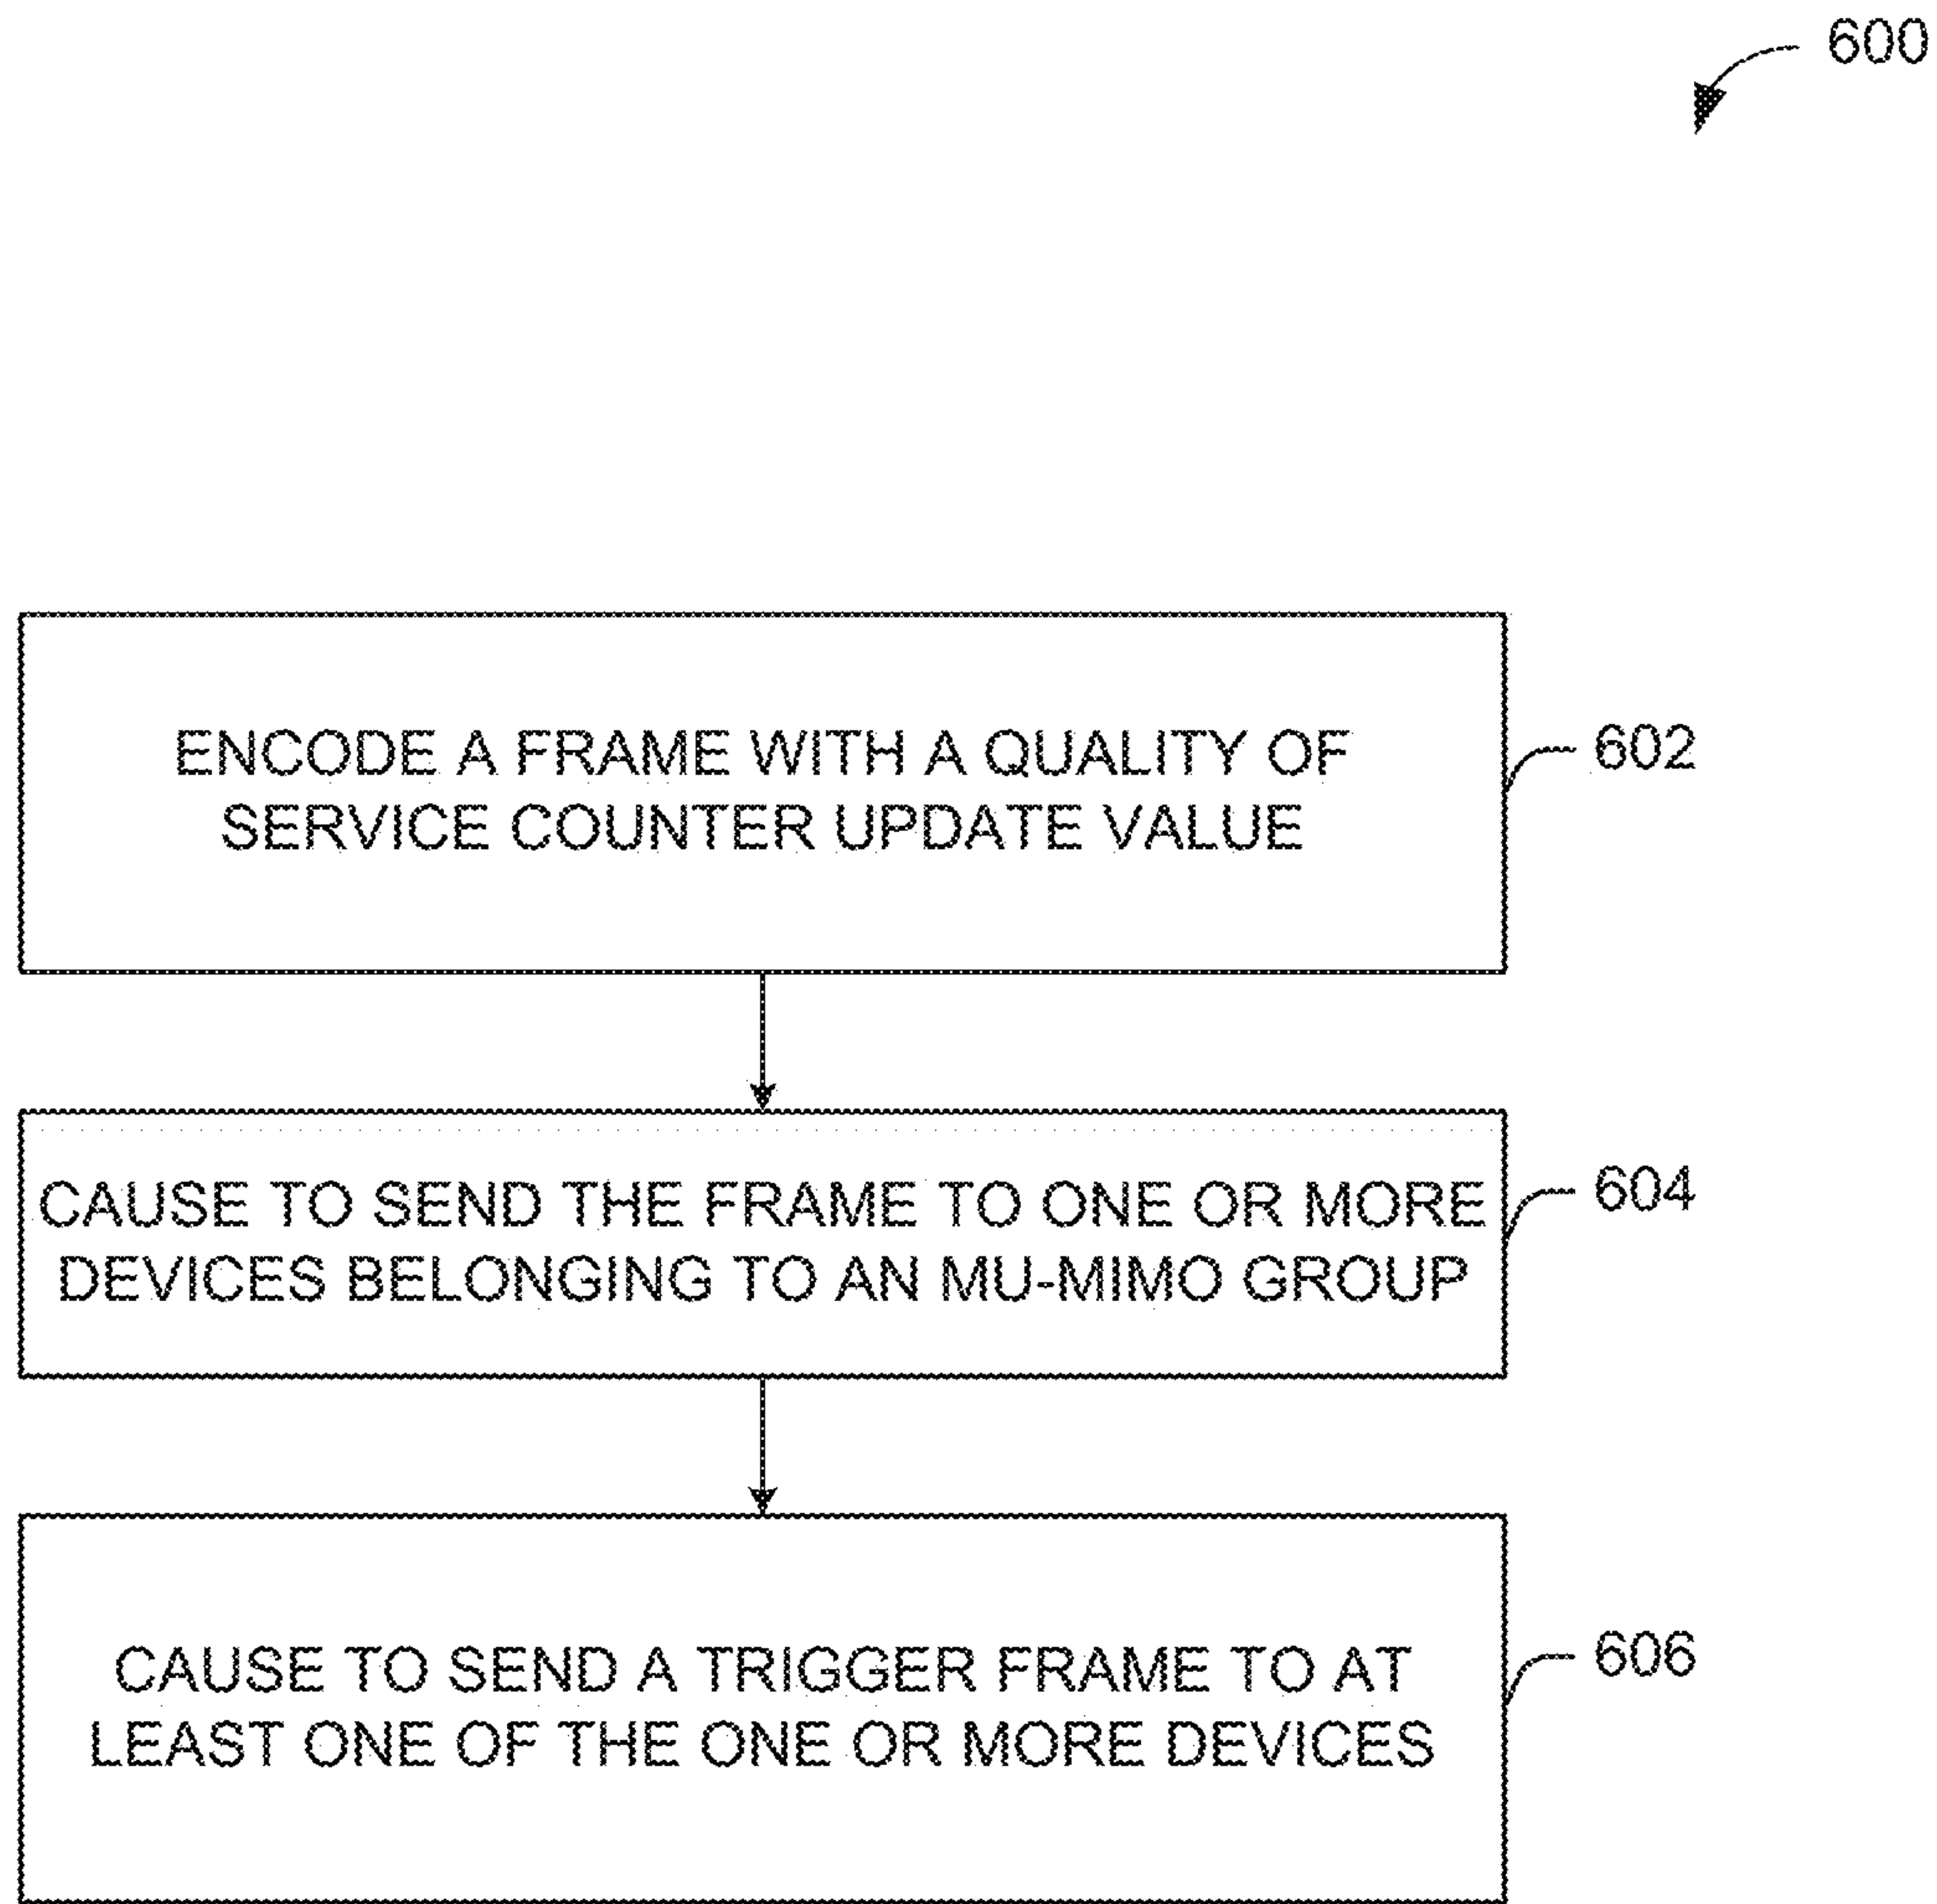 600
ENCODE A FRAME WITH A QUALITY OF
SERVICE COUNTER UPDATE VALUE
602
CAUSE TO SEND THE FRAME TO ONE OR MORE
DEVICES BELONGING TO AN MU-MIMO GROUP
604
CAUSE TO SEND A TRIGGER FRAME TO AT
LEAST ONE OF THE ONE OR MORE DEVICES
606